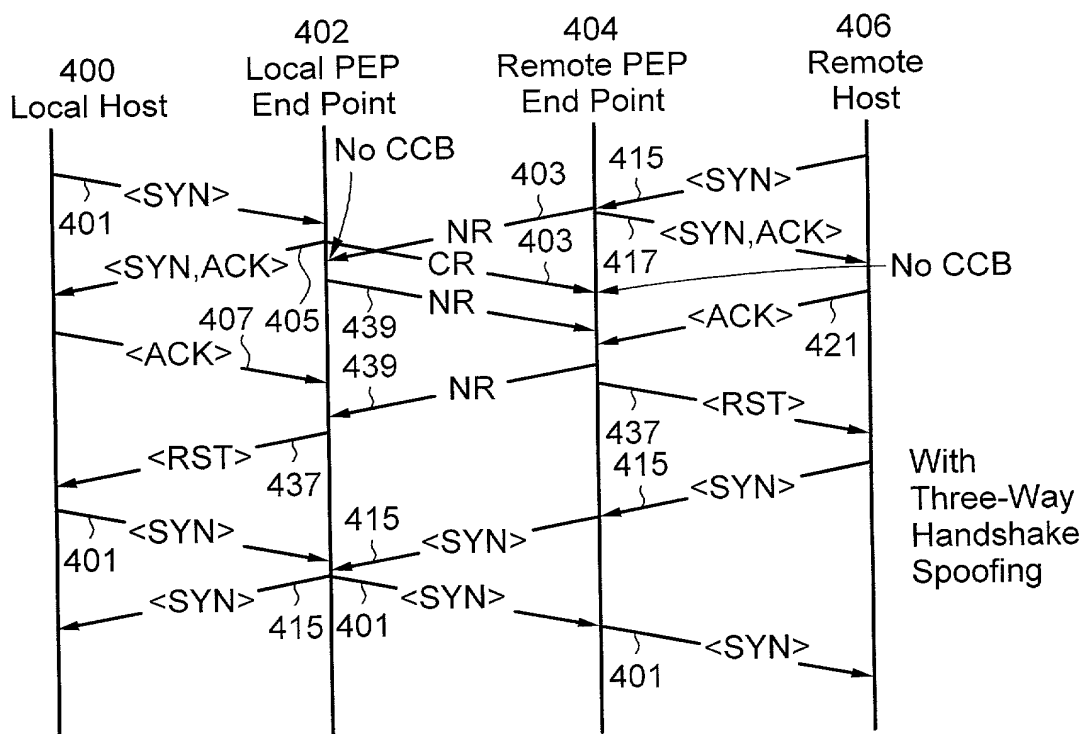 400
Local Host
402
Local PEP
End Point
404
Remote PEP
End Point
406
Remote
Host
No CCB
415
<SYN>
403
<SYN>
401
NR
403
417
<SYN,ACK>
<SYN,ACK>
CR
No CCB
405
439
NR
<ACK>
421
407
<ACK>
439
NR
437
<RST>
<RST>
437
415
<SYN>
With
Three-Way
Handshake
Spoofing
401
<SYN>
415
<SYN>
<SYN>
415
401
<SYN>
401
<SYN>